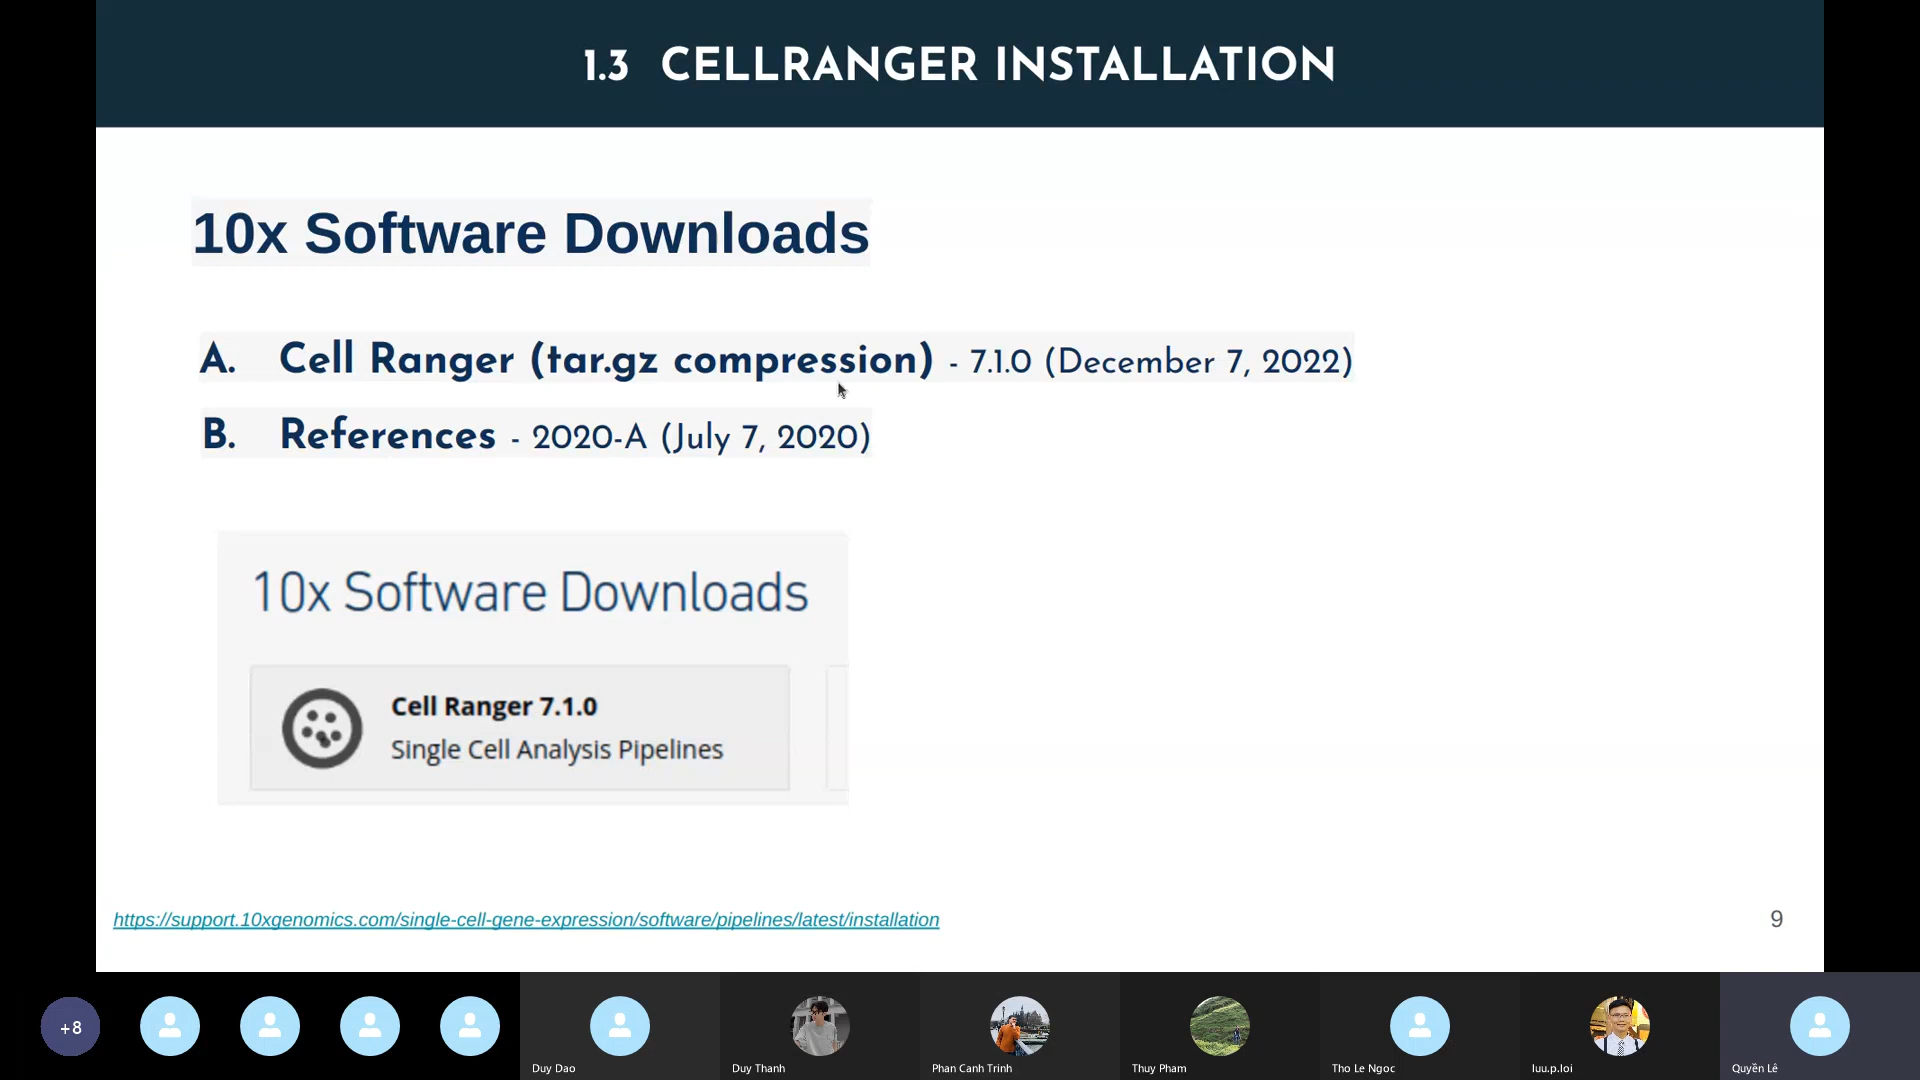 1.3 CELLRANGER INSTALLATION
10x Software Downloads
A. Cell Ranger (tar.gz compression) - 7.1.0 (December 7, 2022)
B. References - 2020-A (July 7, 2020)
10x Software Downloads
Cell Ranger 7.1.0
Single Cell Analysis Pipelines
https://support.10xgenomics.com/single-cell-gene-expression/software/pipelines/latest/installation
9
+8
Duy Dao
Duy Thanh
Phan Canh Trinh
Thuy Pham
Tho Le Ngoc
luu.p.loi
Quyền Lê